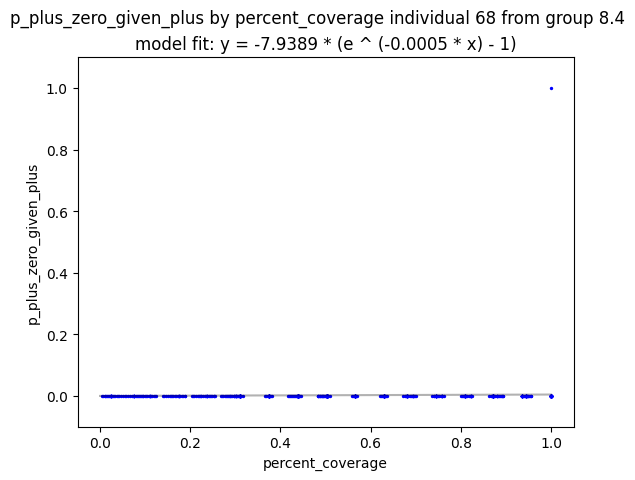 p_plus_zero_given_plus by percent_coverage individual 68 from group 8.4
model fit: y = -7.9389 * (e ^ (-0.0005 * x) - 1)
1.0
0.8
0.6
0.4
0.2
0.0
p_plus_zero_given_plus
0.0 0.2 0.4 0.6 0.8 1.0
percent_coverage